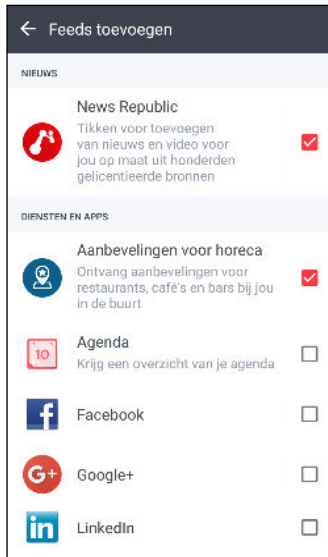 Feeds toevoegen
NIEUWS
News Republic
Tikken voor toevoegen
van nieuws en video voor
jou op maat uit honderden
gelicentieerde bronnen
DIENSTEN EN APPS
Aanbevelingen voor horeca
Ontvang aanbevelingen voor
restaurants, café's en bars bij jou
in de buurt
10
Agenda
Krijg een overzicht van je agenda
f
Facebook
G+
Google+
in
LinkedIn